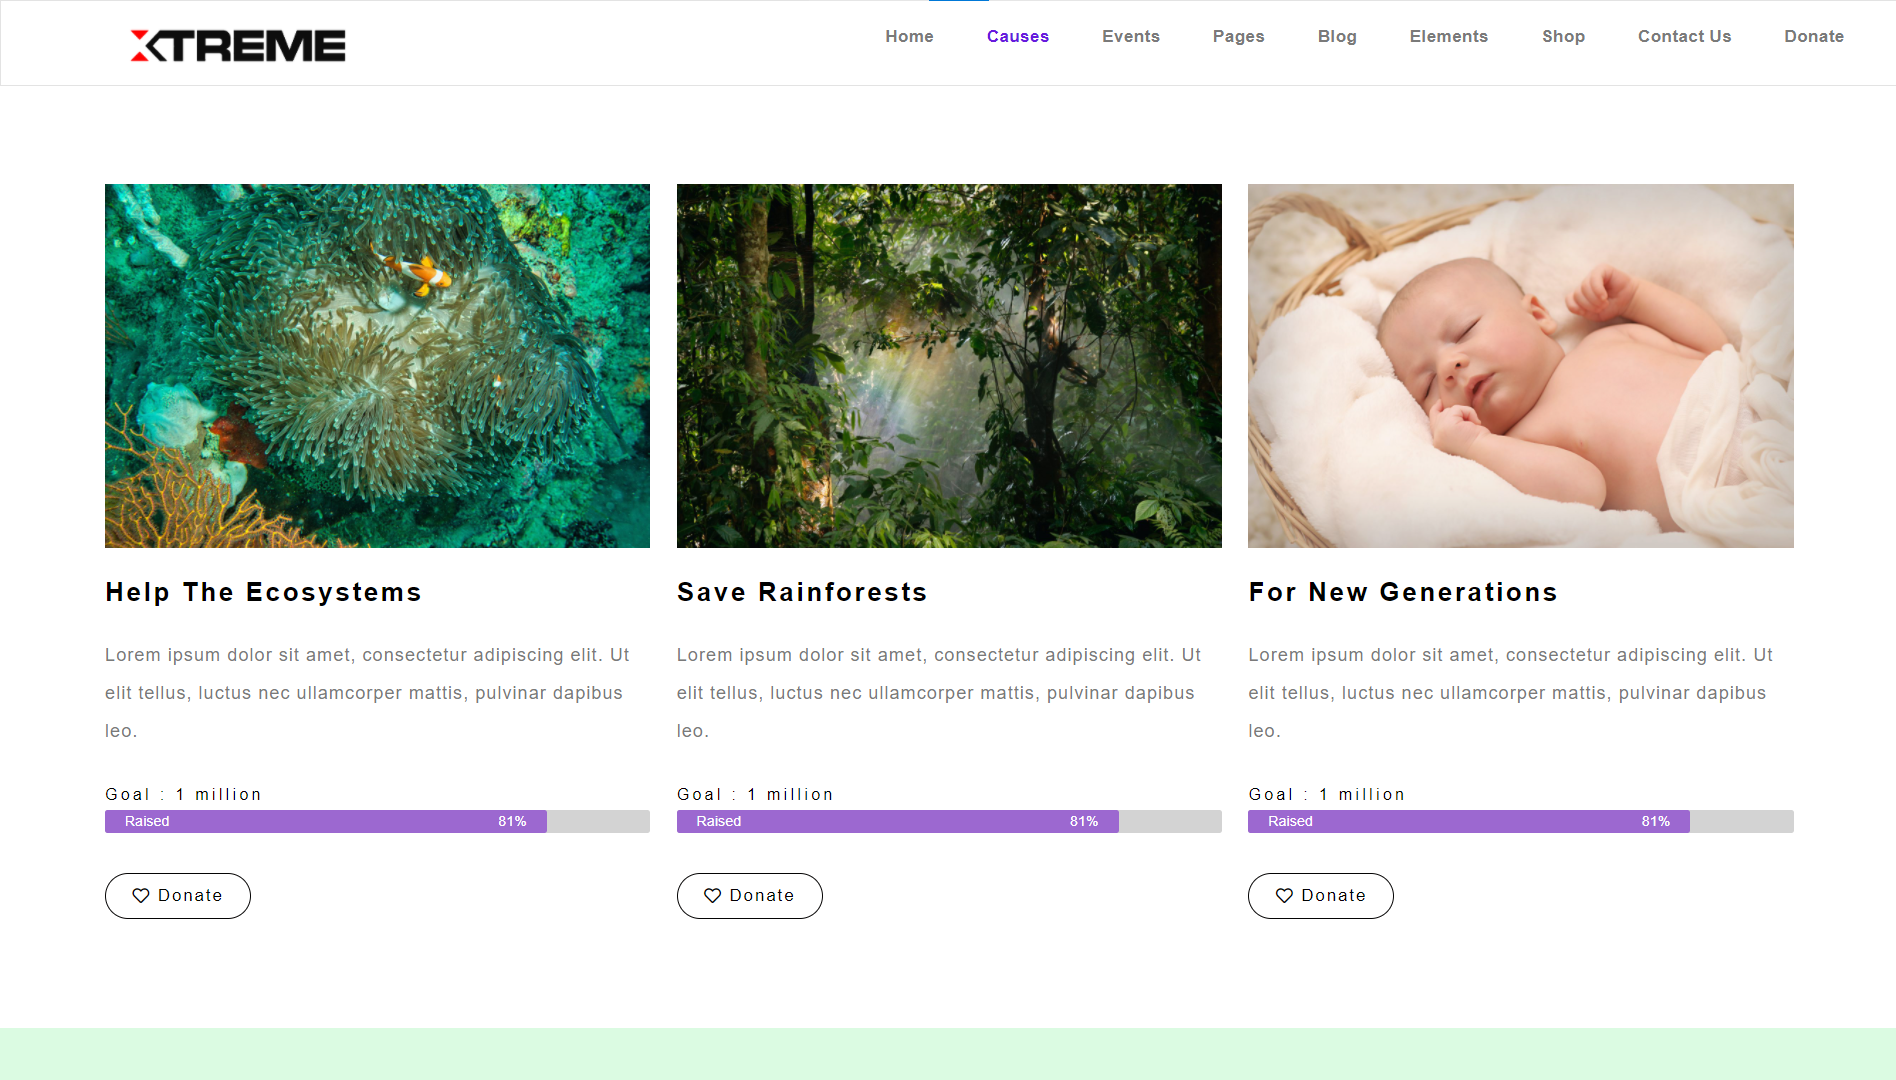 XTREME
Home Causes Events Pages Blog Elements Shop Contact Us Donate
Help The Ecosystems
Lorem ipsum dolor sit amet, consectetur adipiscing elit. Ut
elit tellus, luctus nec ullamcorper mattis, pulvinar dapibus
leo.
Goal : 1 million
Raised 81%
Donate
Save Rainforests
Lorem ipsum dolor sit amet, consectetur adipiscing elit. Ut
elit tellus, luctus nec ullamcorper mattis, pulvinar dapibus
leo.
Goal : 1 million
Raised 81%
Donate
For New Generations
Lorem ipsum dolor sit amet, consectetur adipiscing elit. Ut
elit tellus, luctus nec ullamcorper mattis, pulvinar dapibus
leo.
Goal : 1 million
Raised 81%
Donate